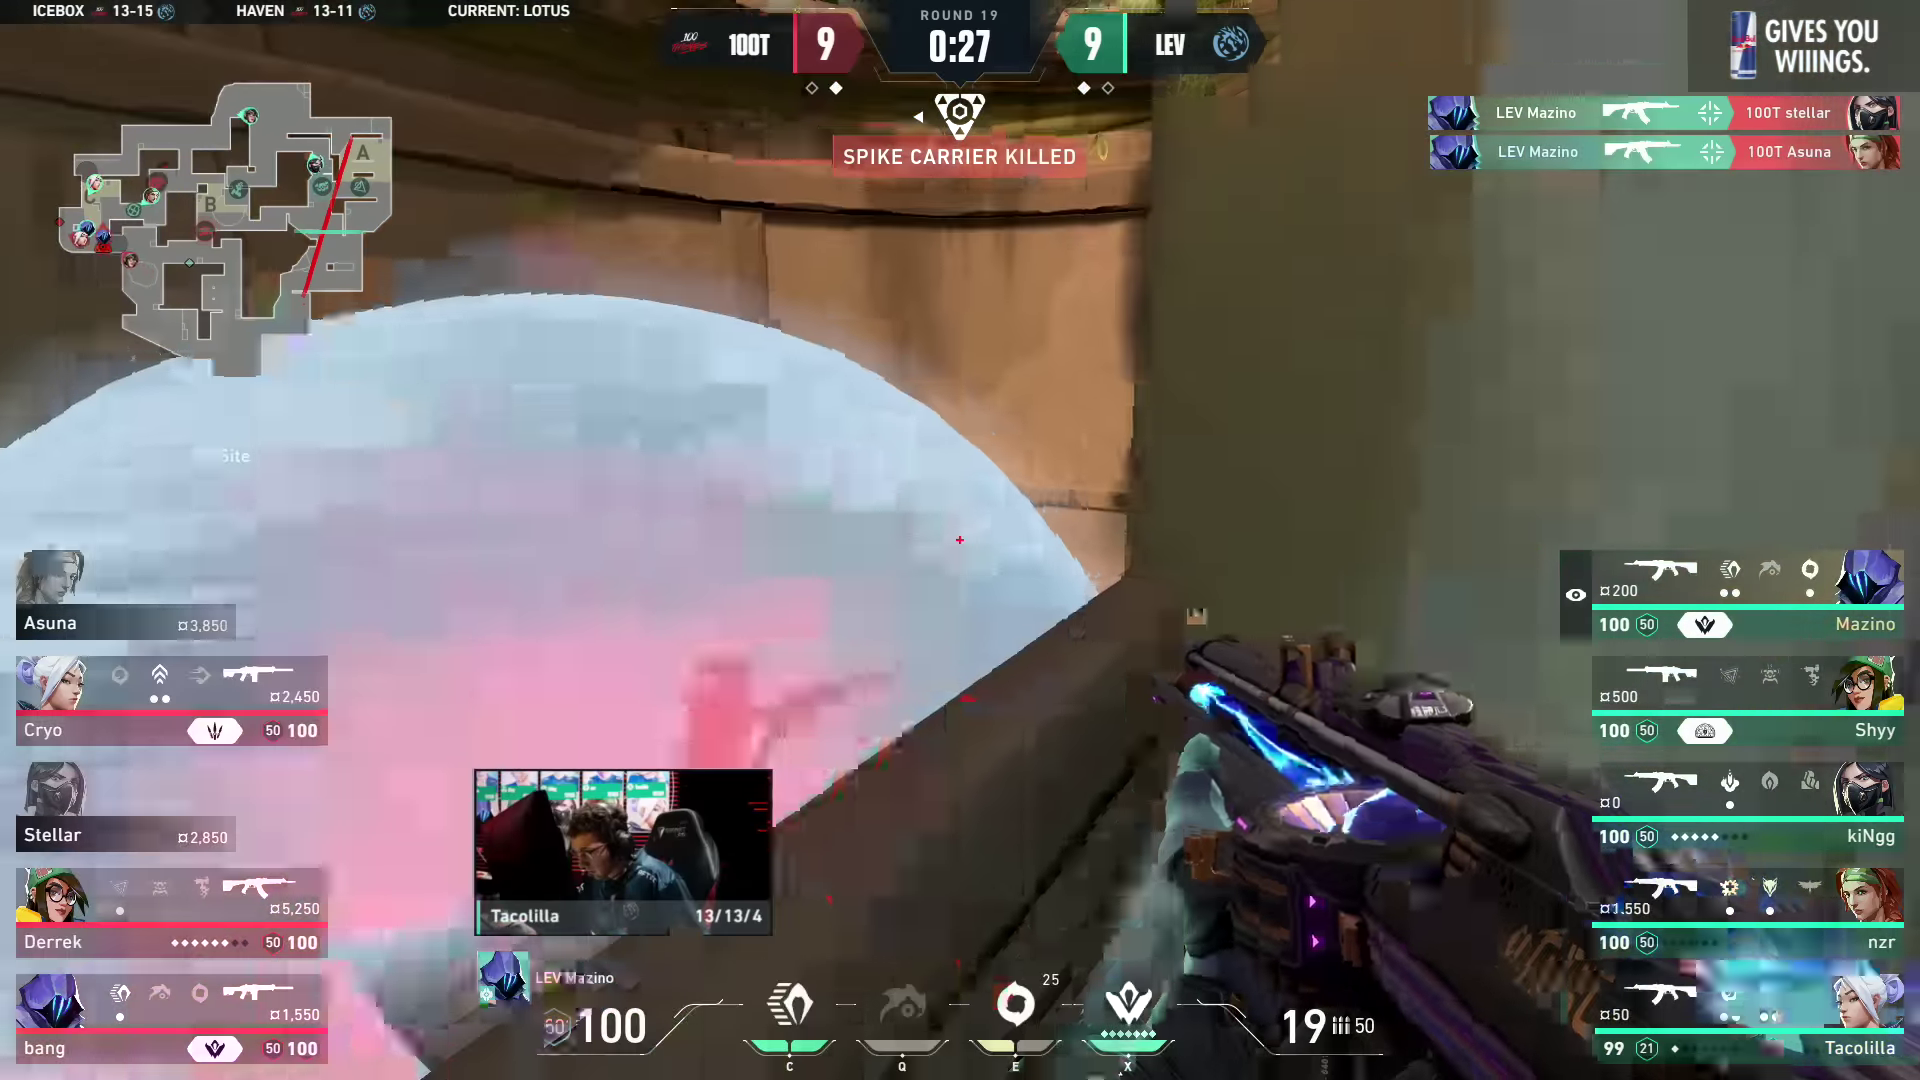 ICEBOX 13-15 HAVEN 13-11 CURRENT: LOTUS
100T 9 ROUND 19 0:27 9 LEV
GIVES YOU
WIIINGS.
SPIKE CARRIER KILLED
LEV Mazino 100T stellar
LEV Mazino 100T Asuna
A
B
C
Site
Asuna 3,850
2,450
Cryo 50 100
Stellar 2,850
5,250
Derrek 50 100
1,550
bang 50 100
Tacolilla 13/13/4
LEV Mazino
50 100
25
19 50
C Q E X
200
100 50 Mazino
500
100 50 Shyy
0
100 50 kiNgg
1,550
100 50 nzr
50
99 21 Tacolilla